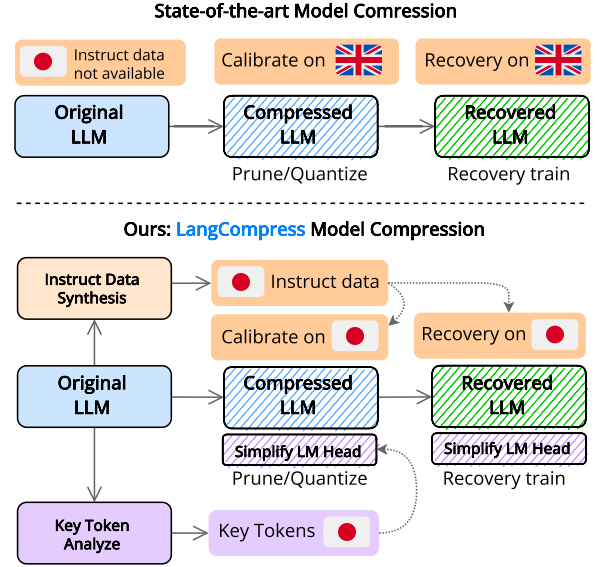 State-of-the-art Model Comression
Instruct data
not available
Calibrate on
Recovery on
Original
LLM
Compressed
LLM
Recovered
LLM
Prune/Quantize
Recovery train
Ours: LangCompress Model Compression
Instruct Data
Synthesis
Instruct data
Calibrate on
Recovery on
Original
LLM
Compressed
LLM
Recovered
LLM
Simplify LM Head
Simplify LM Head
Prune/Quantize
Recovery train
Key Token
Analyze
Key Tokens